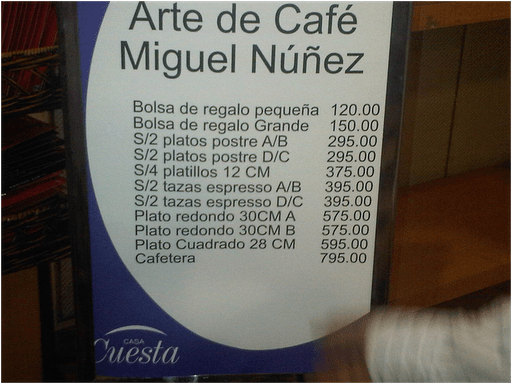 Arte de Café
Miguel Núñez
Bolsa de regalo pequeña 120.00
Bolsa de regalo Grande 150.00
S/2 platos postre A/B 295.00
S/2 platos postre D/C 295.00
S/4 platillos 12 CM 375.00
S/2 tazas espresso A/B 395.00
S/2 tazas espresso D/C 395.00
Plato redondo 30CM A 575.00
Plato redondo 30CM B 575.00
Plato Cuadrado 28 CM 595.00
Cafetera 795.00
CASA
Cuesta